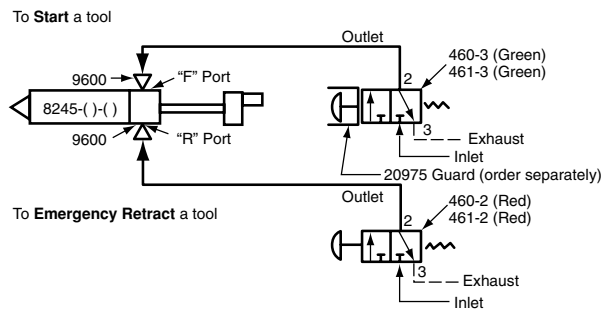 To Start a tool
Outlet
460-3 (Green)
461-3 (Green)
9600
"F" Port
2
8245-( )-( )
9600
"R" Port
3
Exhaust
Inlet
20975 Guard (order separately)
Outlet
To Emergency Retract a tool
460-2 (Red)
461-2 (Red)
2
3
Exhaust
Inlet